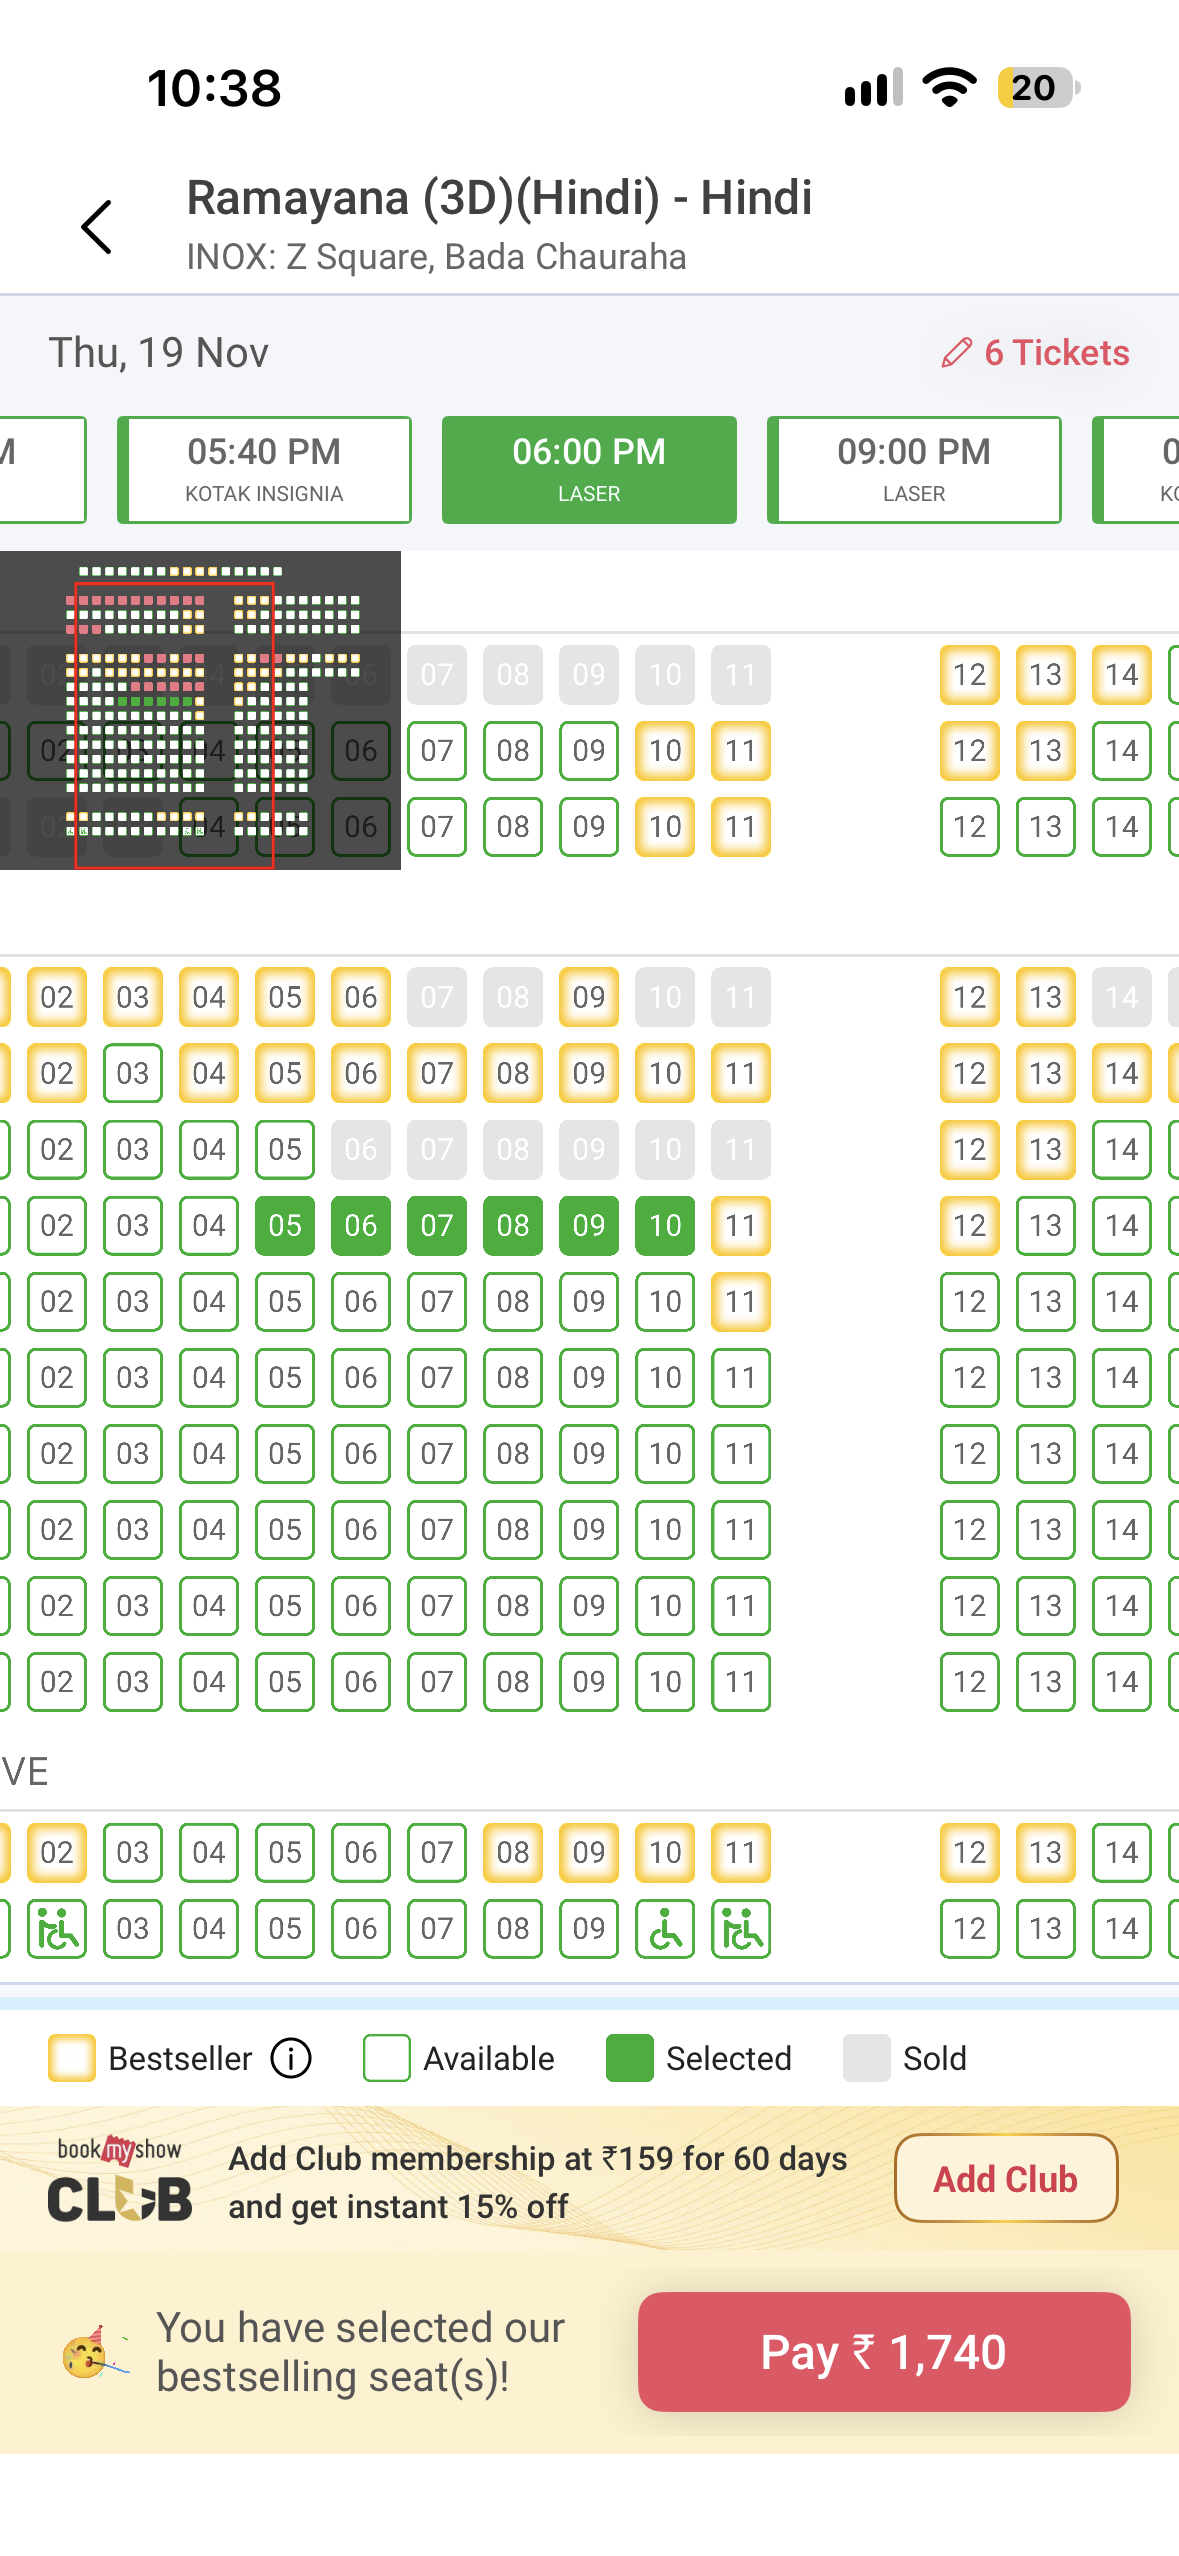 10:38
20
Ramayana (3D)(Hindi) - Hindi
INOX: Z Square, Bada Chauraha
Thu, 19 Nov
6 Tickets
05:40 PM 06:00 PM 09:00 PM
KOTAK INSIGNIA LASER LASER
07 08 09 10 11 12 13 14
02 04 06 07 08 09 10 11 12 13 14
04 06 07 08 09 10 11 12 13 14
02 03 04 05 06 07 08 09 10 11 12 13 14
02 03 04 05 06 07 08 09 10 11 12 13 14
02 03 04 05 06 07 08 09 10 11 12 13 14
02 03 04 05 06 07 08 09 10 11 12 13 14
02 03 04 05 06 07 08 09 10 11 12 13 14
02 03 04 05 06 07 08 09 10 11 12 13 14
02 03 04 05 06 07 08 09 10 11 12 13 14
02 03 04 05 06 07 08 09 10 11 12 13 14
02 03 04 05 06 07 08 09 10 11 12 13 14
02 03 04 05 06 07 08 09 10 11 12 13 14
VE
02 03 04 05 06 07 08 09 10 11 12 13 14
03 04 05 06 07 08 09 12 13 14
Bestseller Available Selected Sold
book my show
CLUB
Add Club membership at ₹159 for 60 days
and get instant 15% off
Add Club
You have selected our
bestselling seat(s)!
Pay ₹ 1,740